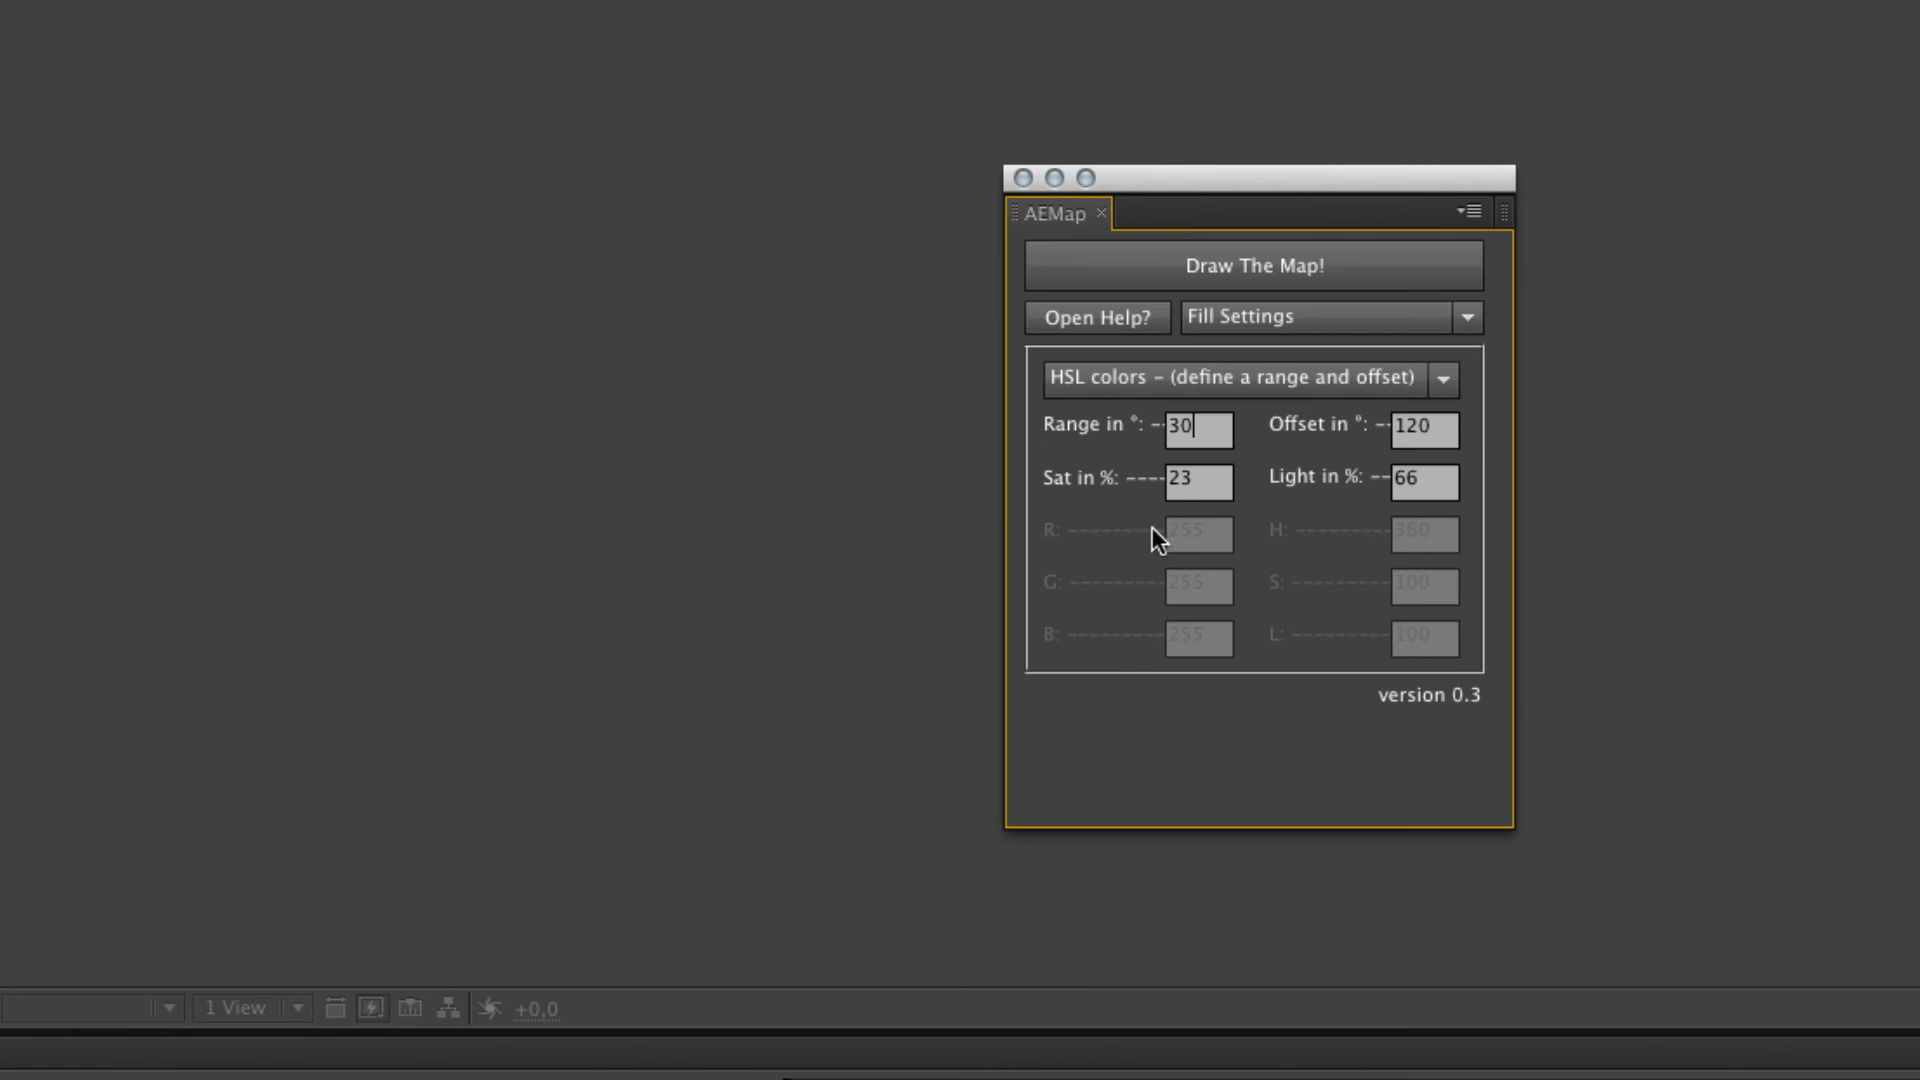 AEMap ×
Draw The Map!
Open Help? Fill Settings
HSL colors – (define a range and offset)
Range in °: -- 30 Offset in °: -- 120
Sat in %: ---- 23 Light in %: -- 66
R: --------- 255 H: --------- 360
G: --------- 255 S: --------- 100
B: --------- 255 L: --------- 100
version 0.3
1 View +0,0